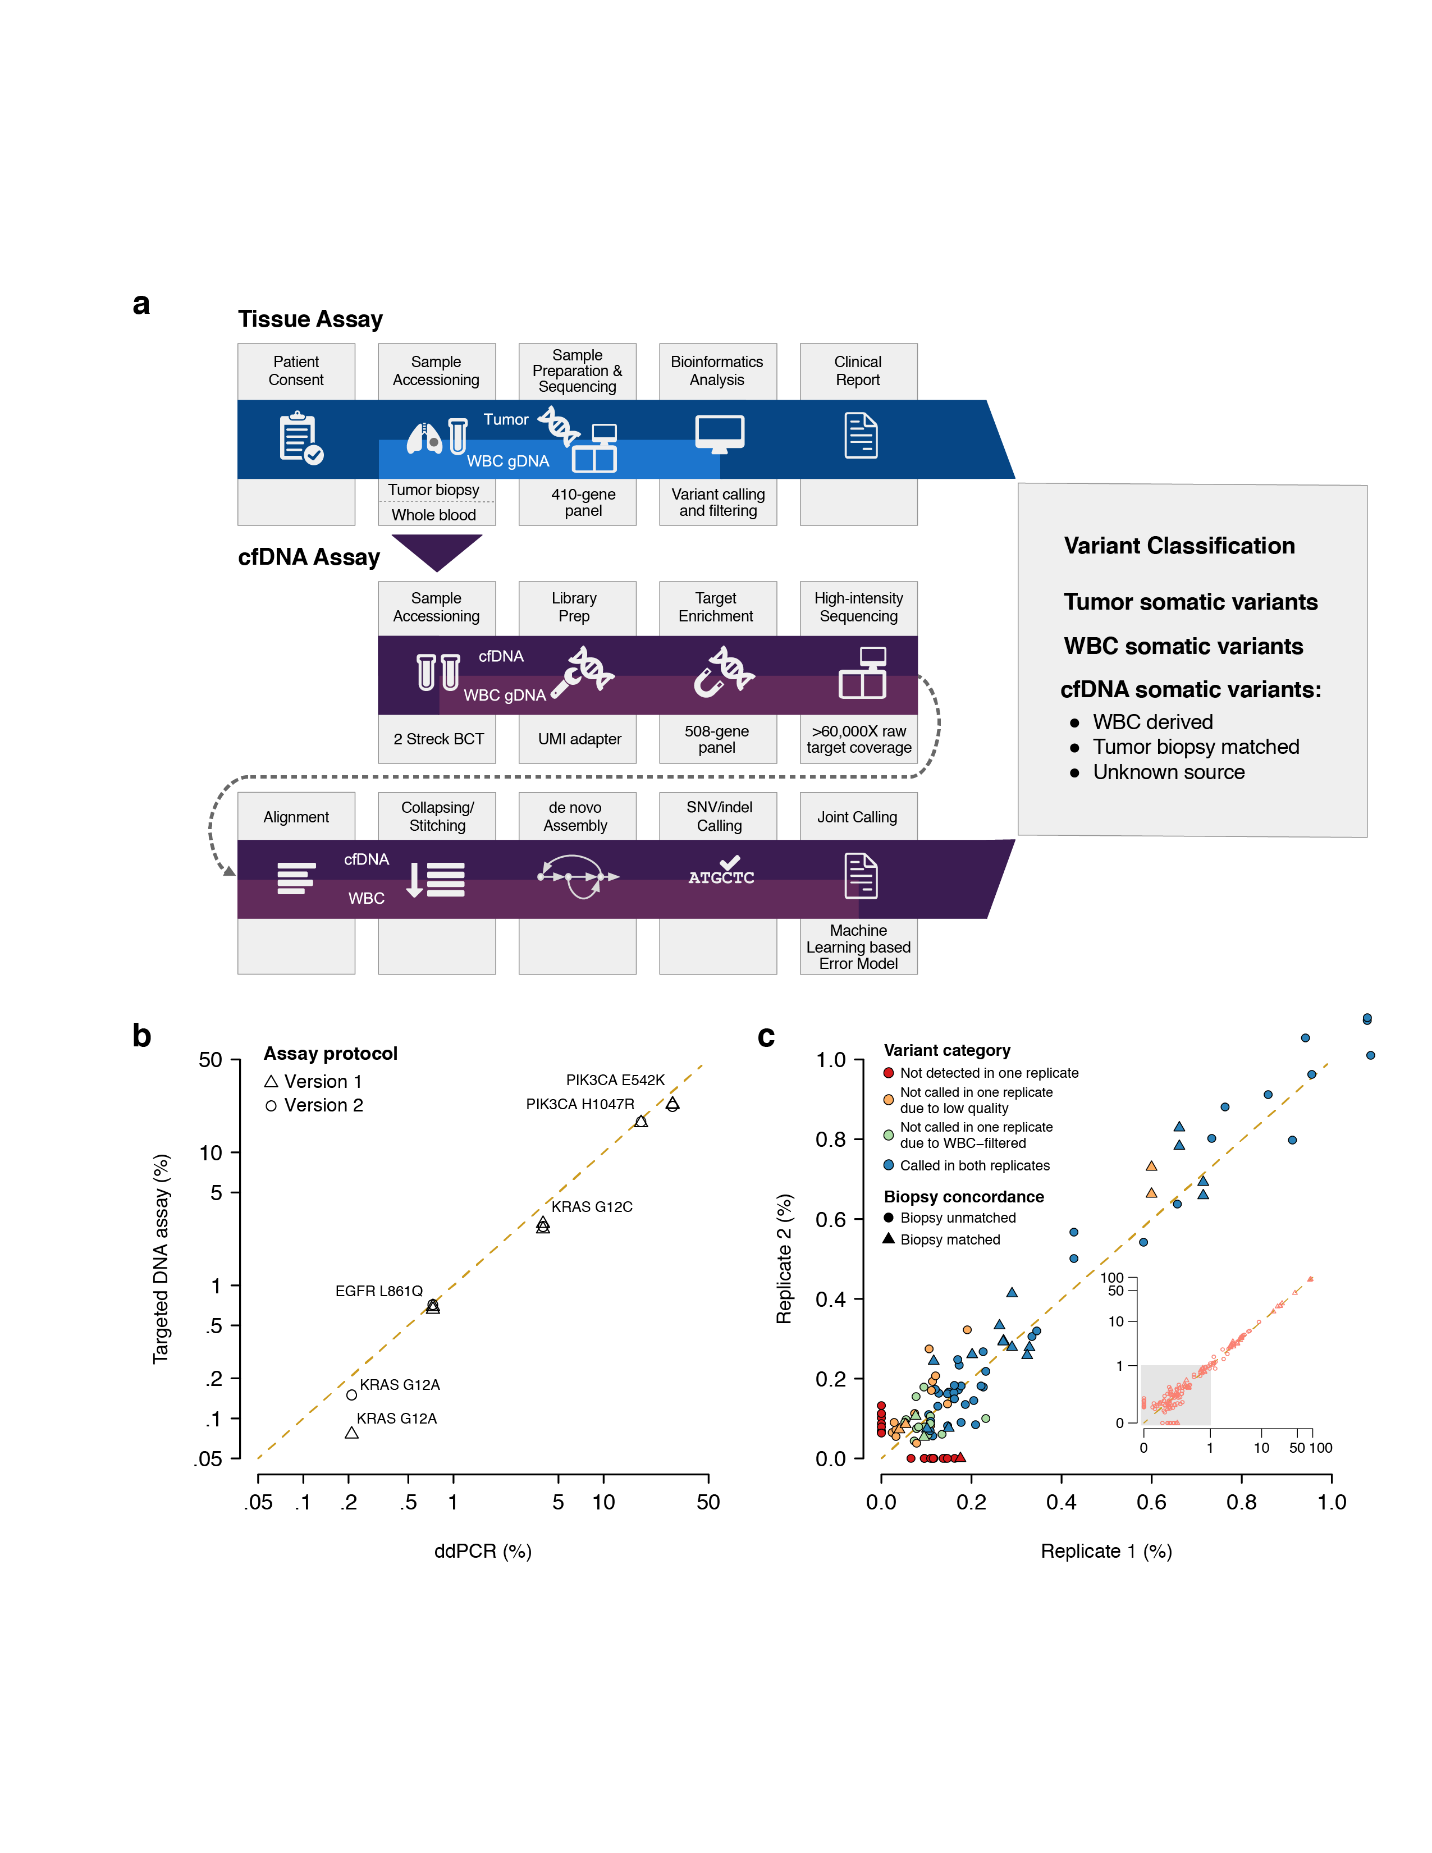 a
Tissue Assay
Patient
Consent
Sample
Accessioning
Sample
Preparation &
Sequencing
Bioinformatics
Analysis
Clinical
Report
Tumor
WBC gDNA
Tumor biopsy
Whole blood
410-gene
panel
Variant calling
and filtering
cfDNA Assay
Sample
Accessioning
Library
Prep
Target
Enrichment
High-intensity
Sequencing
cfDNA
WBC gDNA
2 Streck BCT
UMI adapter
508-gene
panel
>60,000X raw
target coverage
Alignment
Collapsing/
Stitching
de novo
Assembly
SNV/indel
Calling
Joint Calling
cfDNA
WBC
ATGCTC
Machine
Learning based
Error Model
Variant Classification
Tumor somatic variants
WBC somatic variants
cfDNA somatic variants:
● WBC derived
● Tumor biopsy matched
● Unknown source
b
Assay protocol
Version 1
Version 2
PIK3CA E542K
PIK3CA H1047R
KRAS G12C
EGFR L861Q
KRAS G12A
KRAS G12A
Targeted DNA assay (%)
50
10
5
1
.5
.2
.1
.05
.05 .1 .2 .5 1 5 10 50
ddPCR (%)
c
Variant category
Not detected in one replicate
Not called in one replicate
due to low quality
Not called in one replicate
due to WBC−filtered
Called in both replicates
Biopsy concordance
Biopsy unmatched
Biopsy matched
Replicate 2 (%)
1.0
0.8
0.6
0.4
0.2
0.0
100
50
10
1
0
0 1 10 50 100
0.0 0.2 0.4 0.6 0.8 1.0
Replicate 1 (%)